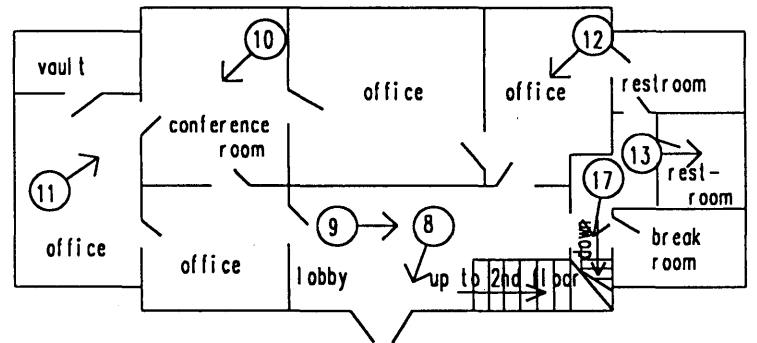 10
12
vault
office
office
restroom
conference
room
13
11
17
rest-
room
9
8
down
office
office
lobby
up to 2nd floor
break
room